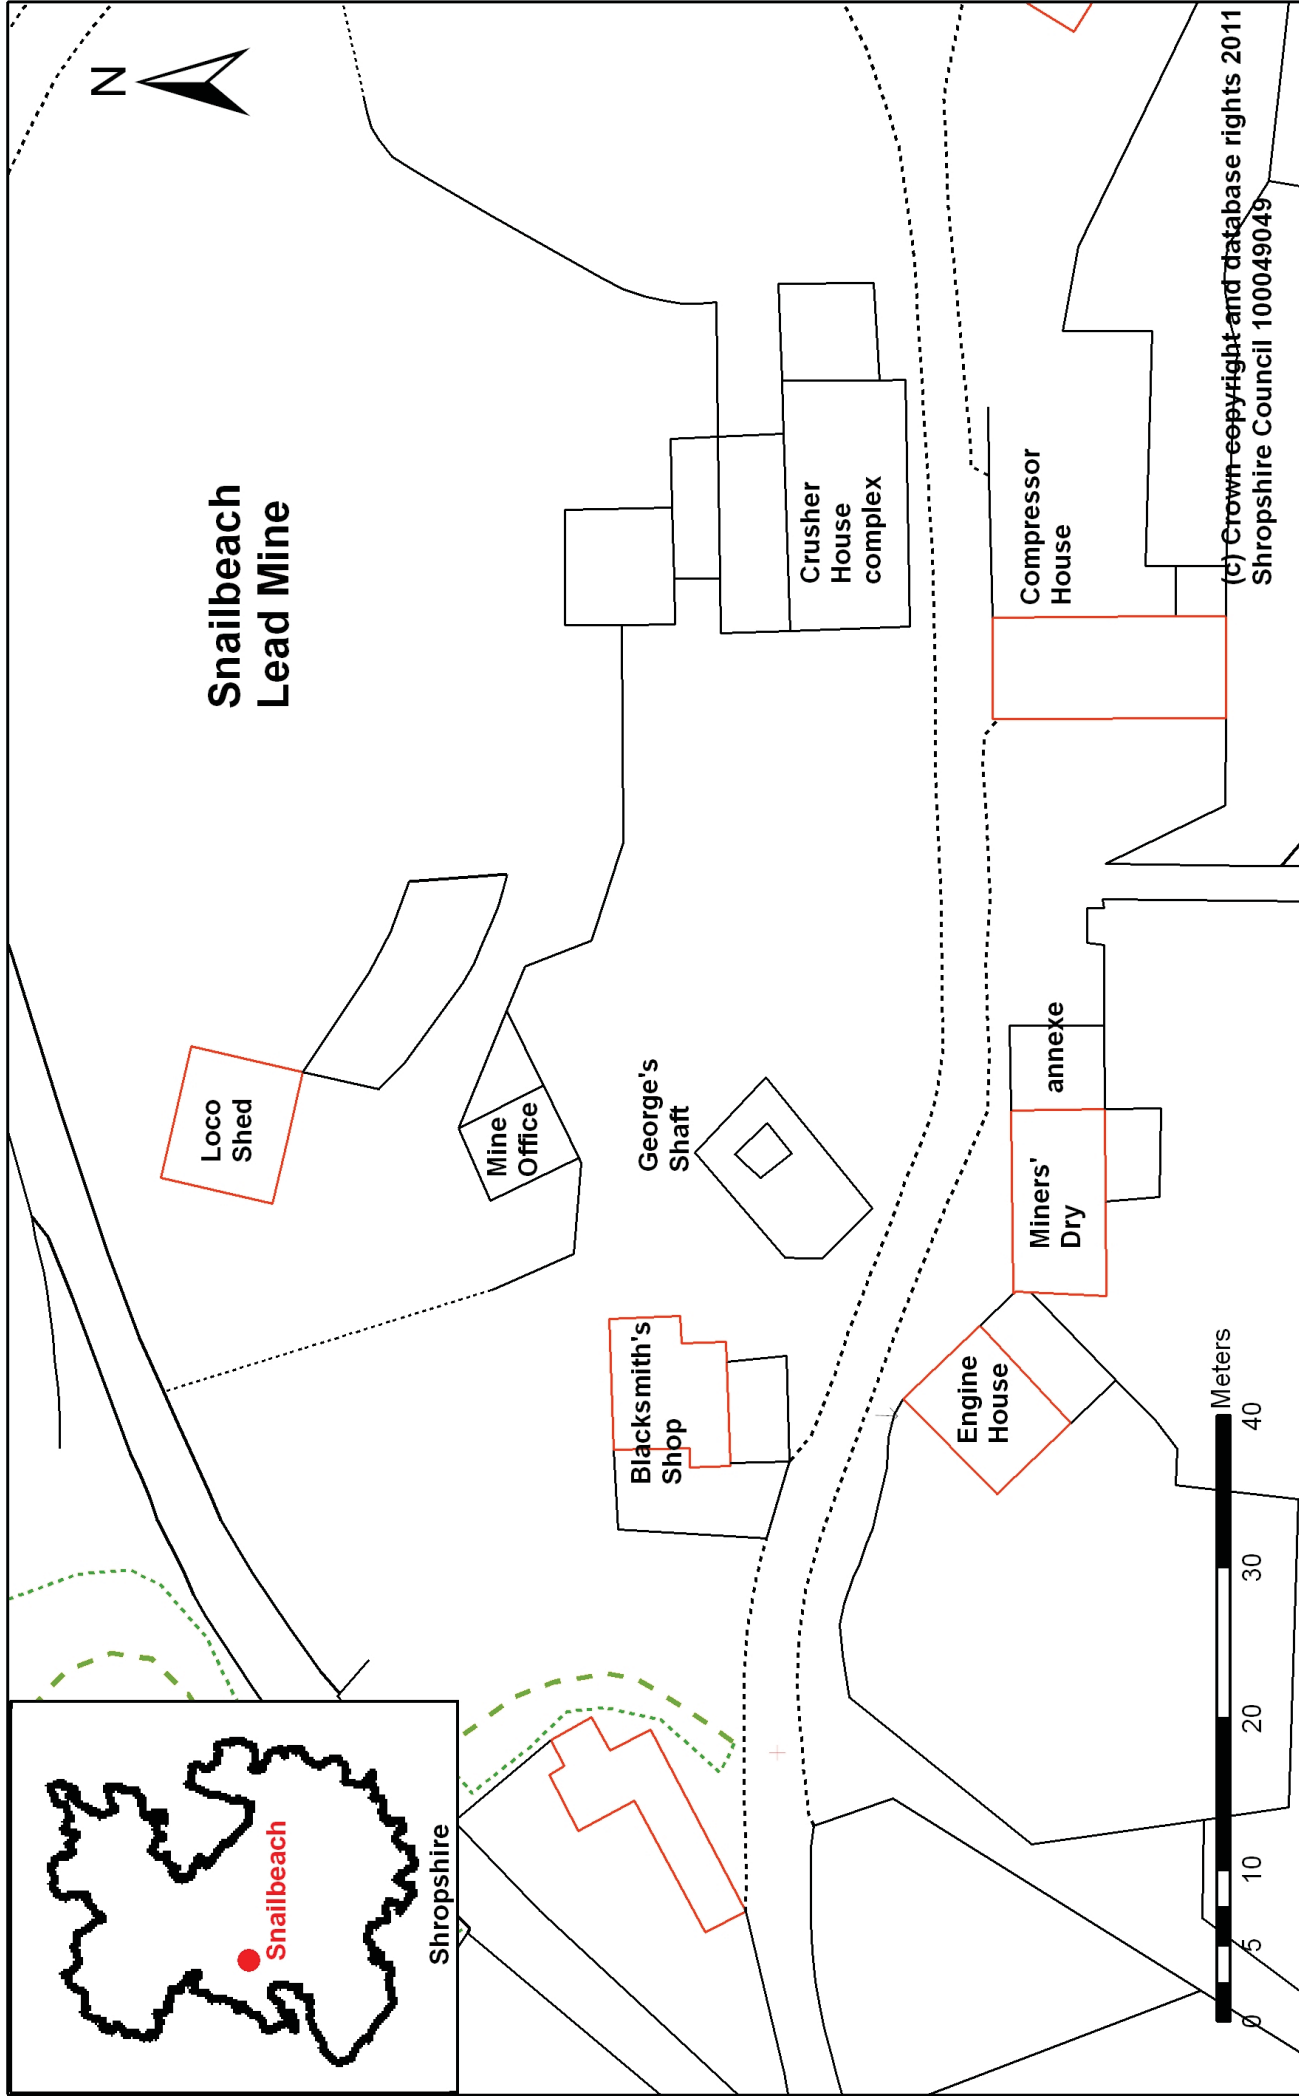 N
Snailbeach
Lead Mine
Loco
Shed
Mine
Office
George's
Shaft
Blacksmith's
Shop
Crusher
House
complex
Compressor
House
annexe
Miners'
Dry
Engine
House
Snailbeach
Shropshire
Meters
0
5
10
20
30
40
(c) Crown copyright and database rights 2011
Shropshire Council 100049049